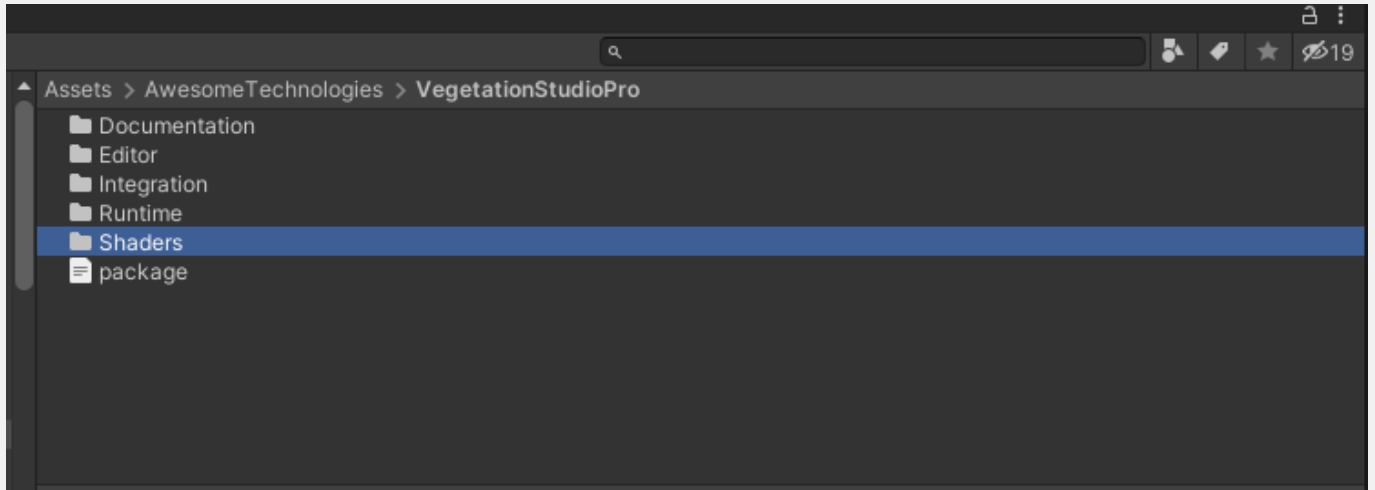 19
Assets > AwesomeTechnologies > VegetationStudioPro
Documentation
Editor
Integration
Runtime
Shaders
package